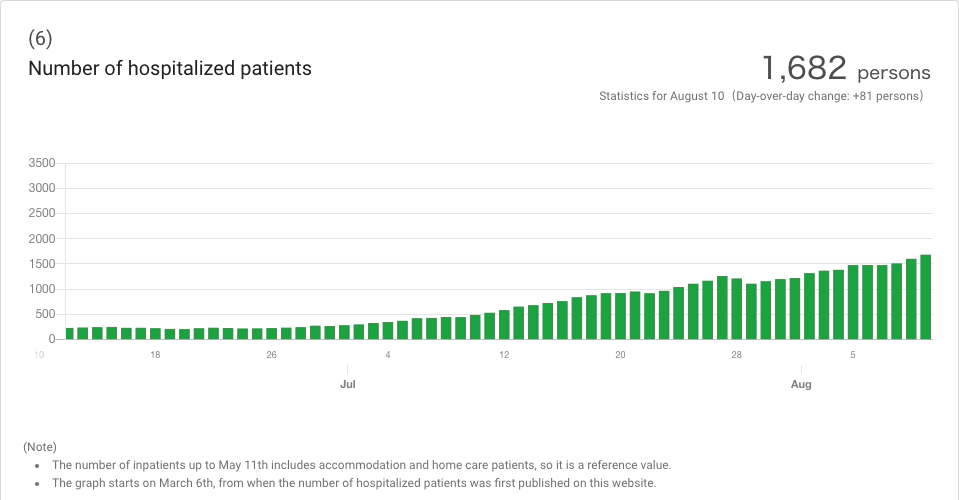 (6)
Number of hospitalized patients
1,682 persons
Statistics for August 10（Day-over-day change: +81 persons）
3500
3000
2500
2000
1500
1000
500
0
10 18 26 4 12 20 28 5
Jul Aug
(Note)
• The number of inpatients up to May 11th includes accommodation and home care patients, so it is a reference value.
• The graph starts on March 6th, from when the number of hospitalized patients was first published on this website.